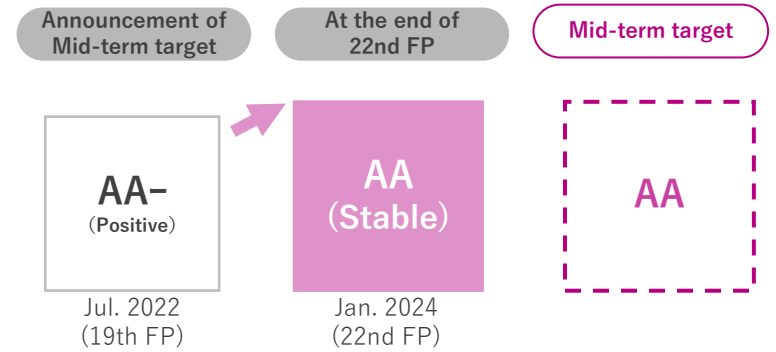 Announcement of
Mid-term target
At the end of
22nd FP
Mid-term target
AA−
(Positive)
AA
(Stable)
AA
Jul. 2022
(19th FP)
Jan. 2024
(22nd FP)